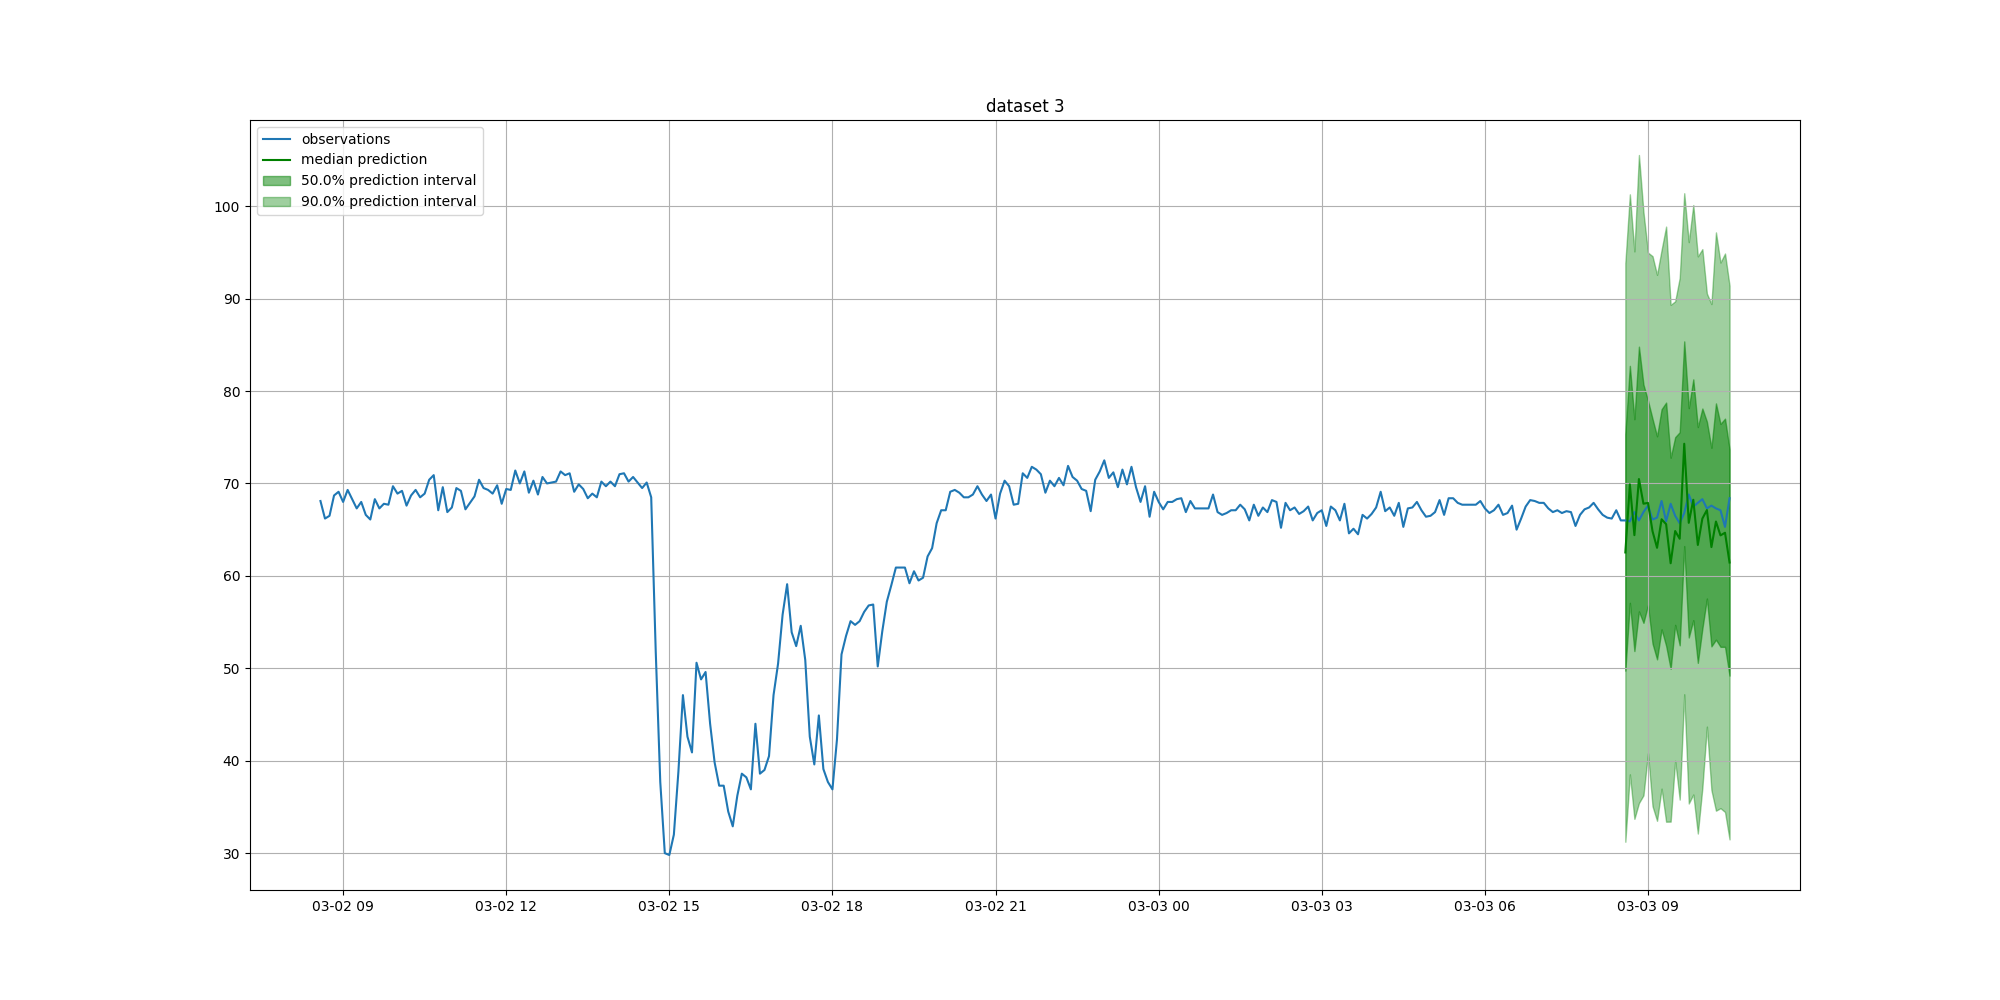 dataset 3
observations
median prediction
50.0% prediction interval
90.0% prediction interval
100
90
80
70
60
50
40
30
03-02 09 03-02 12 03-02 15 03-02 18 03-02 21 03-03 00 03-03 03 03-03 06 03-03 09